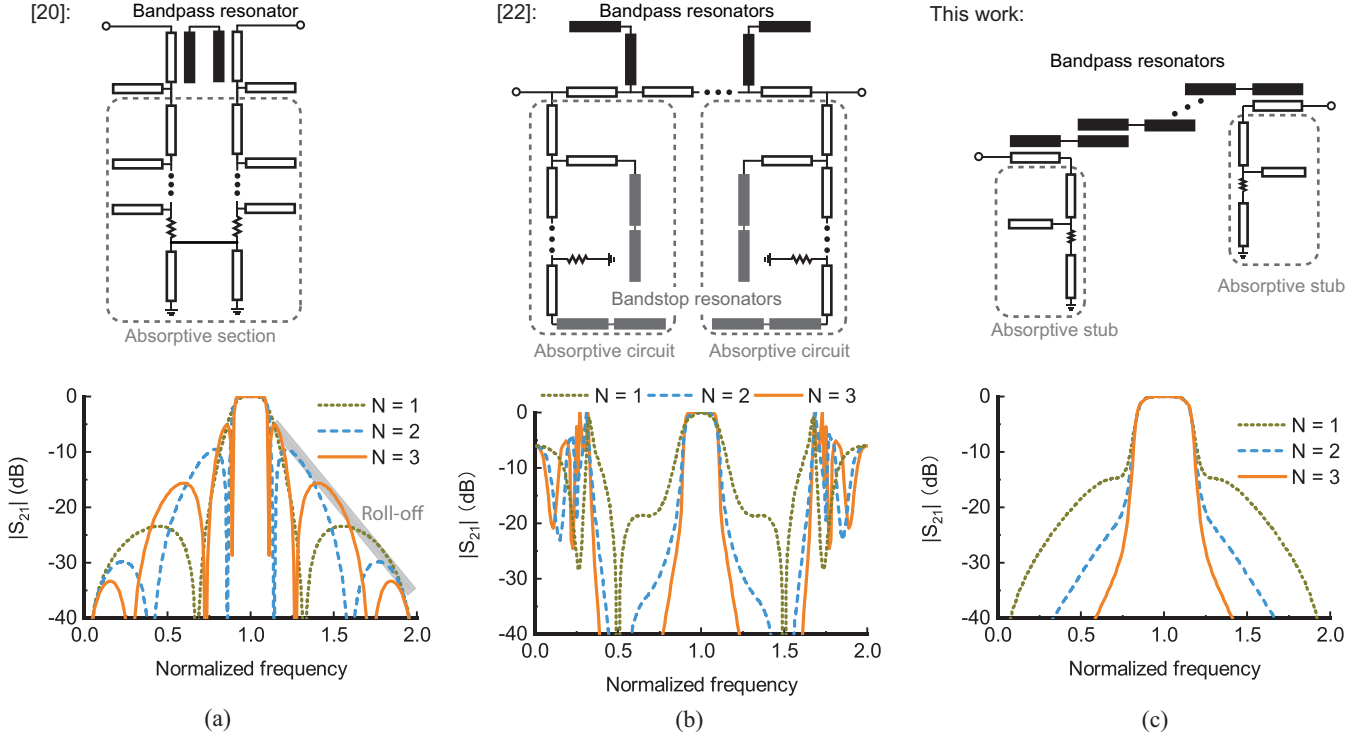 [20]:
Bandpass resonator
Absorptive section
[22]:
Bandpass resonators
Bandstop resonators
Absorptive circuit
Absorptive circuit
This work:
Bandpass resonators
Absorptive stub
Absorptive stub
0
-10
-20
-30
-40
|S21| (dB)
N = 1
N = 2
N = 3
Roll-off
0.0
0.5
1.0
1.5
2.0
Normalized frequency
(a)
N = 1
N = 2
N = 3
0
-10
-20
-30
-40
|S21| (dB)
0.0
0.5
1.0
1.5
2.0
Normalized frequency
(b)
0
-10
-20
-30
-40
|S21| (dB)
N = 1
N = 2
N = 3
0.0
0.5
1.0
1.5
2.0
Normalized frequency
(c)